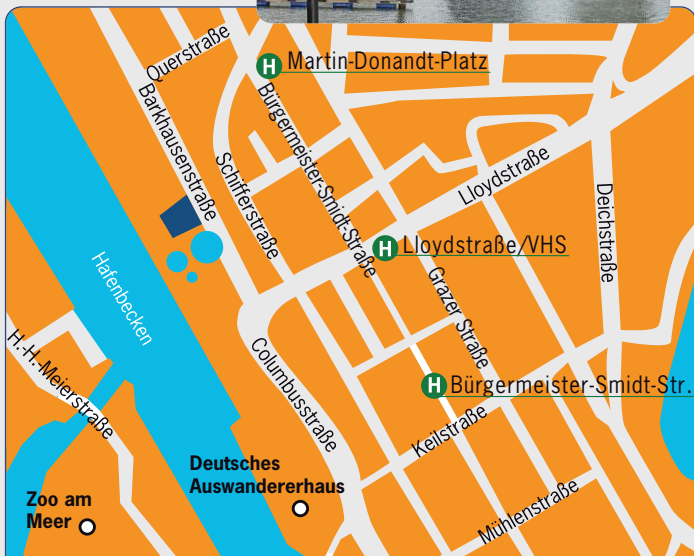 H Martin-Donandt-Platz
Querstraße
Barkhausenstraße
Bürgermeister-Smidt-Straße
Schifferstraße
Lloydstraße
Deichstraße
H Lloydstraße/VHS
Hafenbecken
Grazer Straße
H.-H.-Meierstraße
Columbusstraße
H Bürgermeister-Smidt-Str.
Keilstraße
Deutsches
Auswandererhaus
Zoo am
Meer
Mühlenstraße